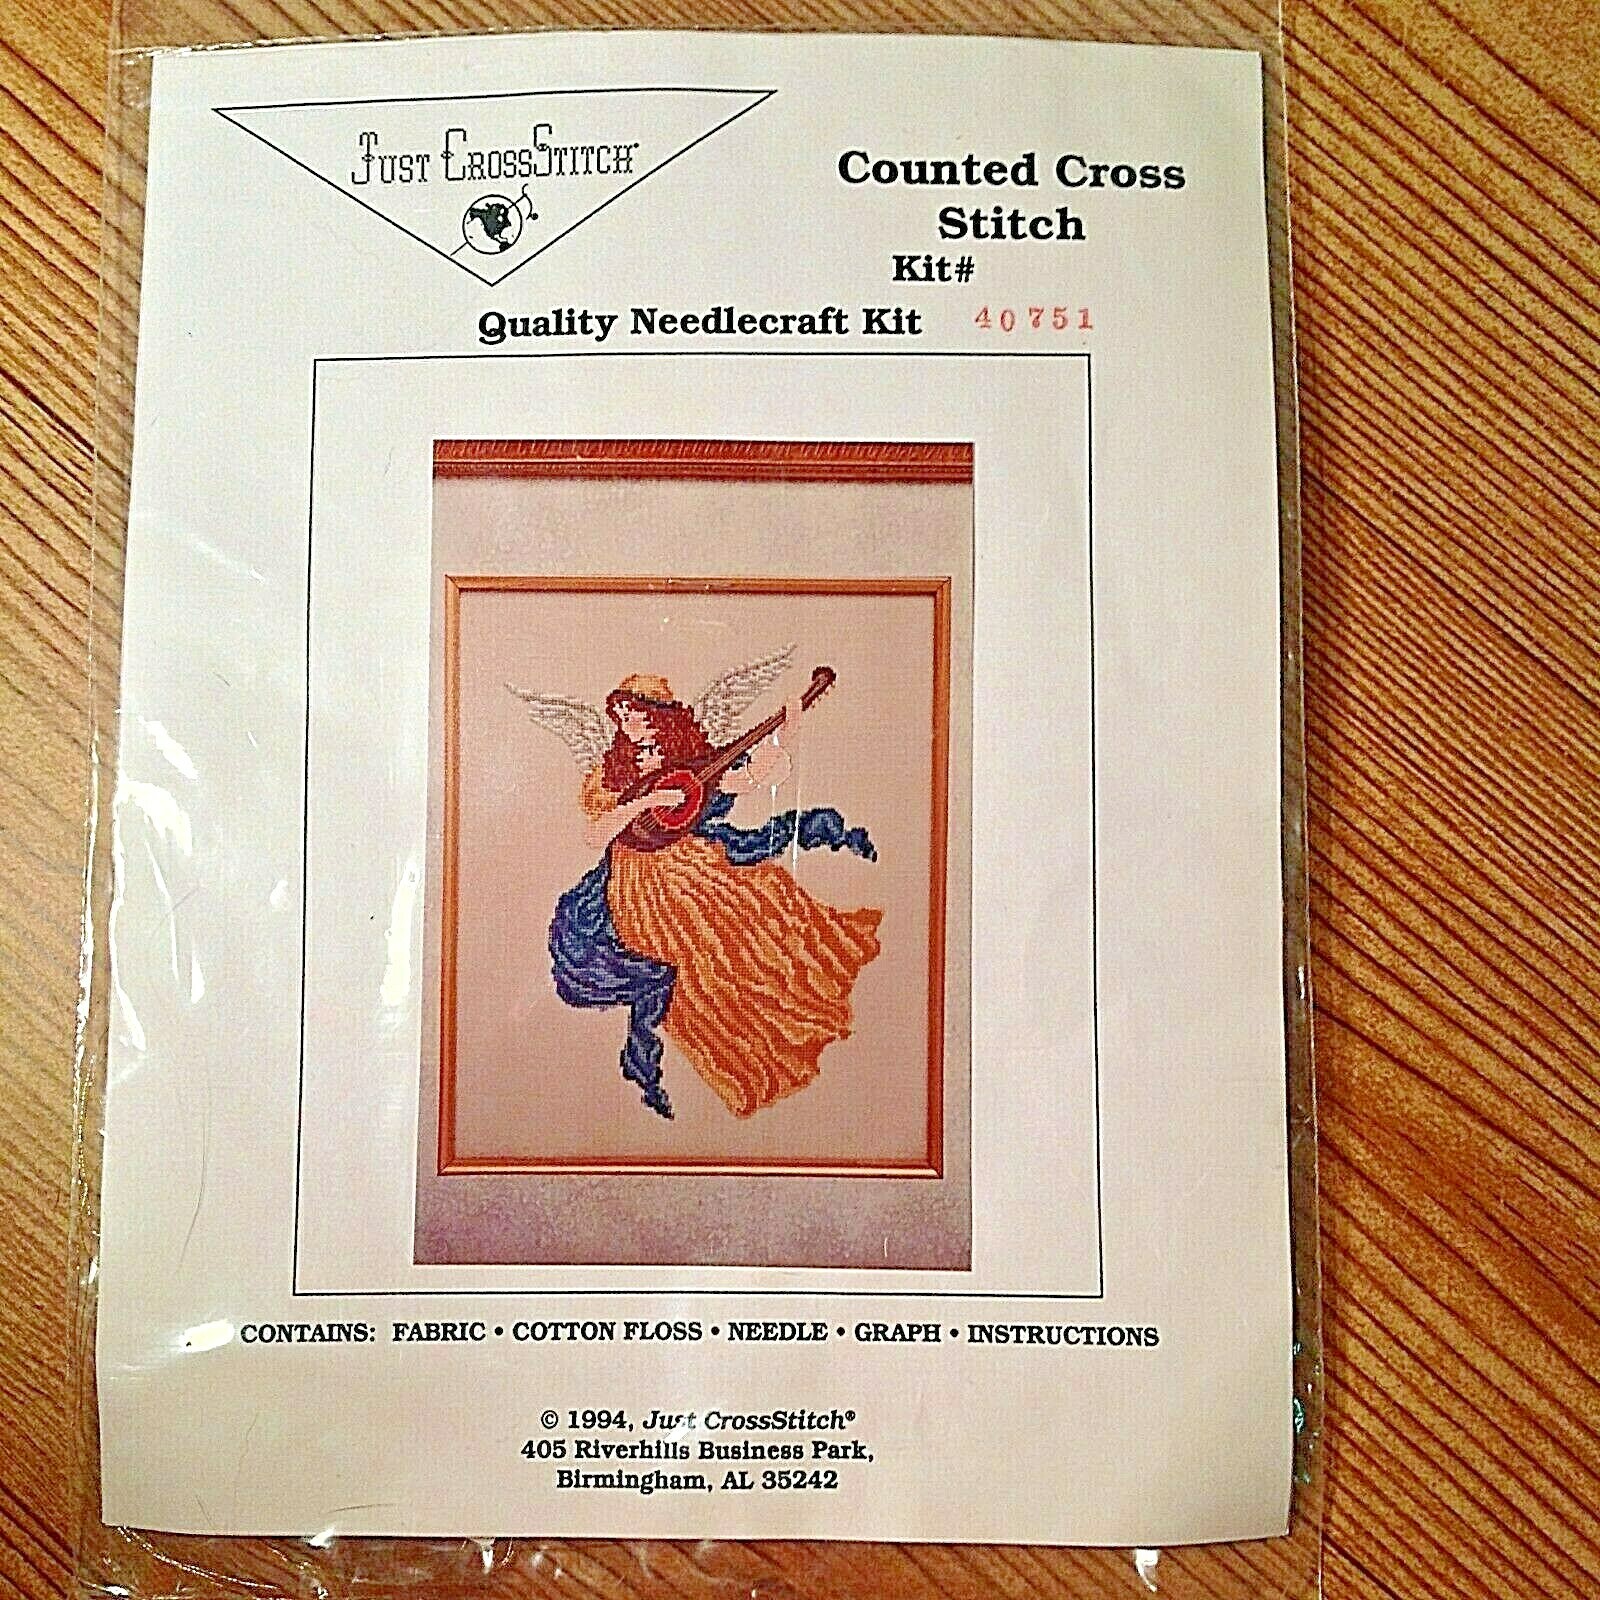 JUST CROSSSTITCH®
Counted Cross
Stitch
Kit#
Quality Needlecraft Kit 40751
CONTAINS: FABRIC • COTTON FLOSS • NEEDLE • GRAPH • INSTRUCTIONS
© 1994, Just CrossStitch®
405 Riverhills Business Park,
Birmingham, AL 35242